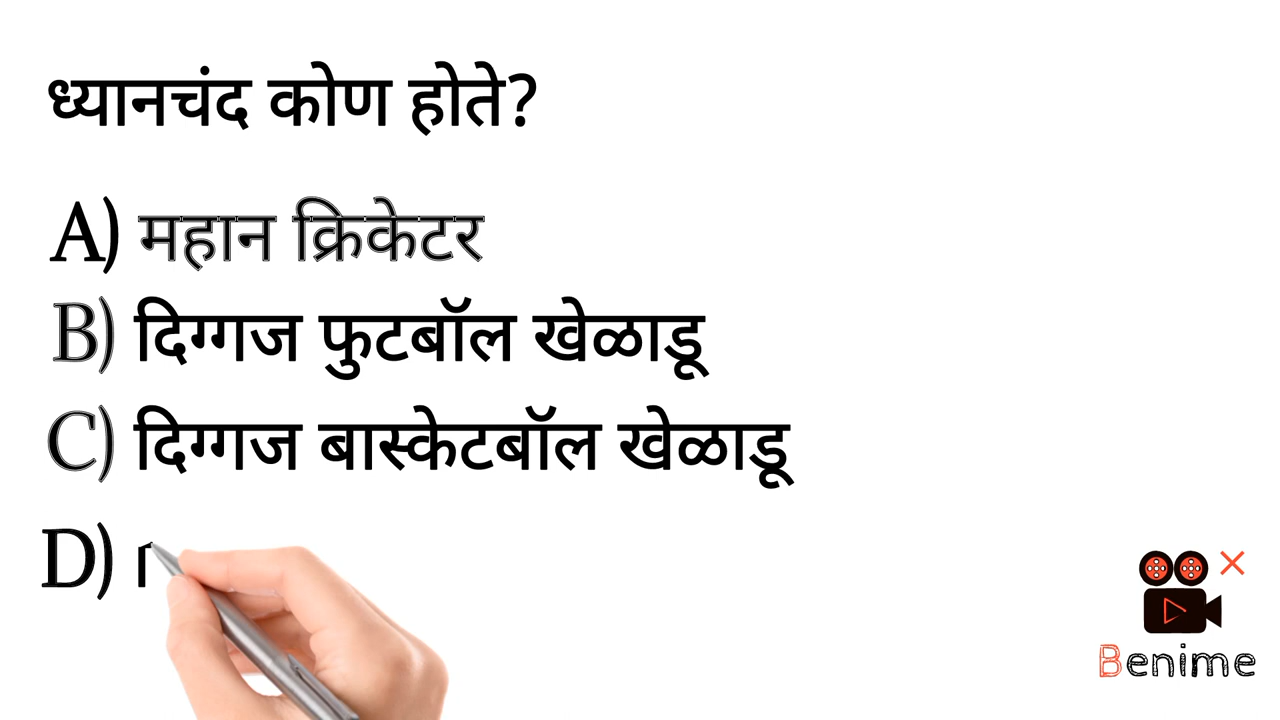 ध्यानचंद कोण होते?
A) महान क्रिकेटर
B) दिग्गज फुटबॉल खेळाडू
C) दिग्गज बास्केटबॉल खेळाडू
D)
Benime